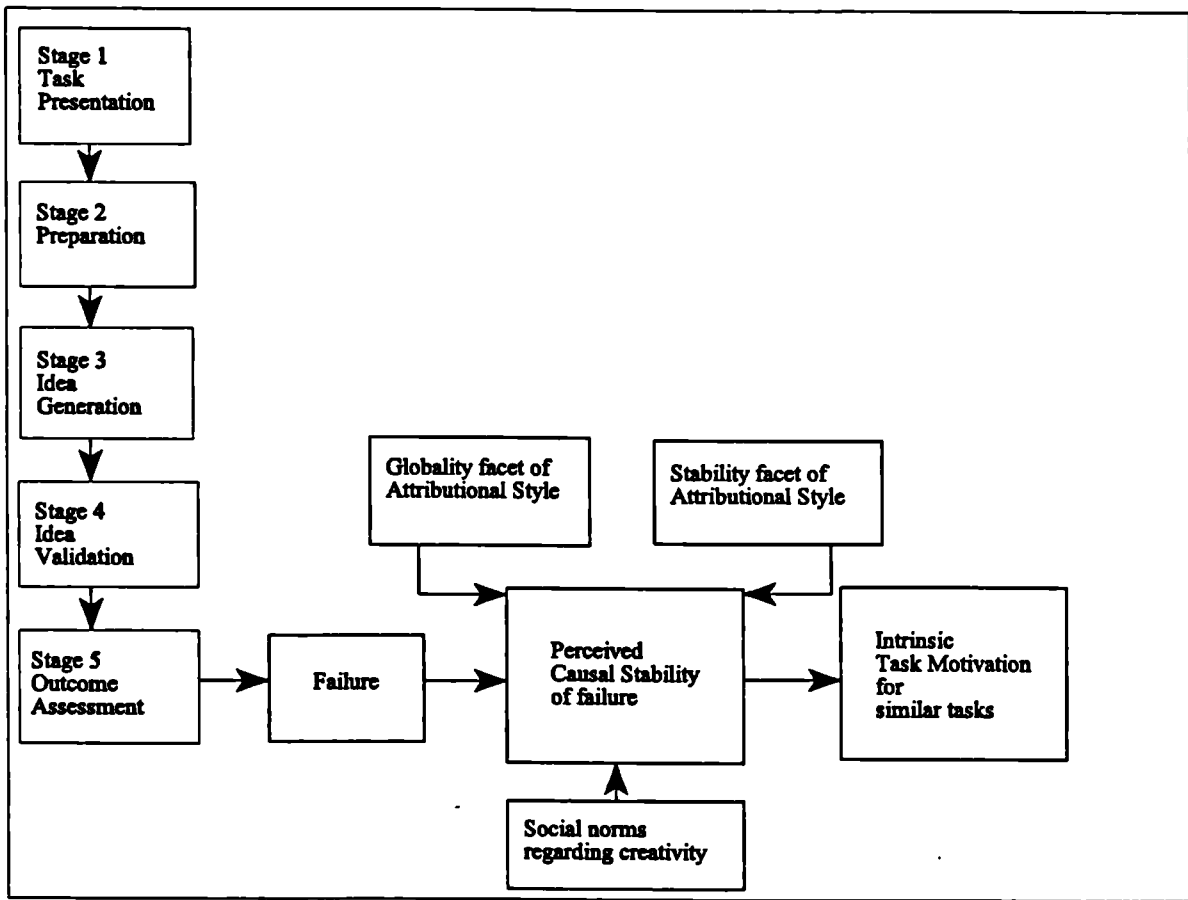 Stage 1
Task
Presentation
Stage 2
Preparation
Stage 3
Idea
Generation
Stage 4
Idea
Validation
Stage 5
Outcome
Assessment
Failure
Globality facet of
Attributional Style
Stability facet of
Attributional Style
Perceived
Causal Stability
of failure
Intrinsic
Task Motivation
for
similar tasks
Social norms
regarding creativity